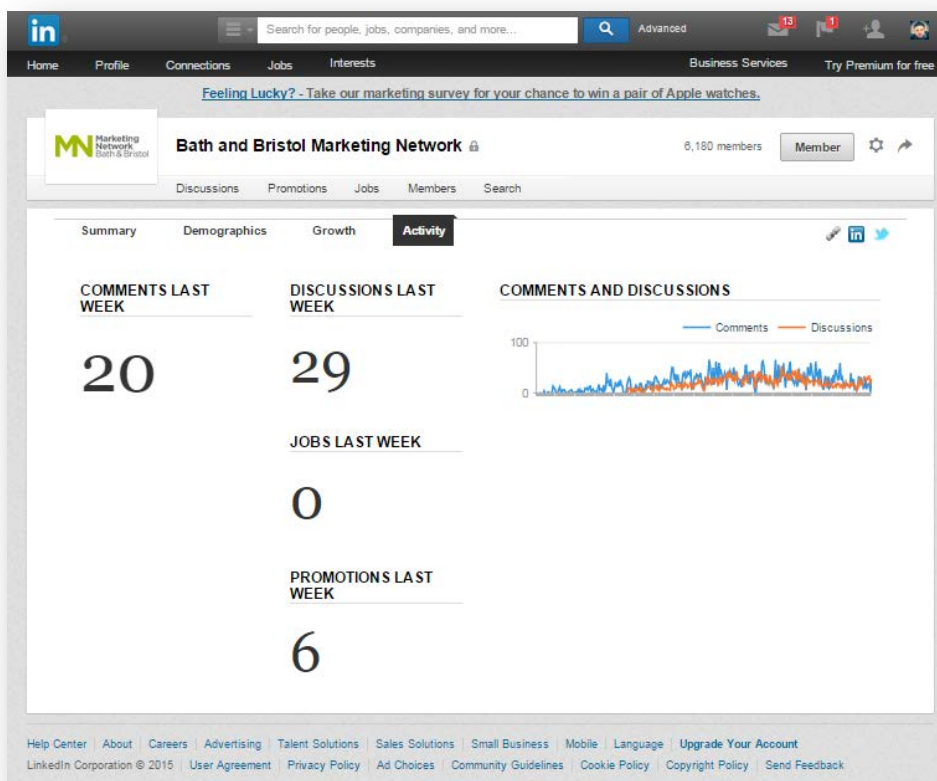 in
Search for people, jobs, companies, and more...
Advanced
13
1
Home Profile Connections Jobs Interests Business Services Try Premium for free
Feeling Lucky? - Take our marketing survey for your chance to win a pair of Apple watches.
MN Marketing
Network
Bath & Bristol
Bath and Bristol Marketing Network
6,180 members
Member
Discussions Promotions Jobs Members Search
Summary Demographics Growth Activity
in
COMMENTS LAST
WEEK
20
DISCUSSIONS LAST
WEEK
29
JOBS LAST WEEK
0
PROMOTIONS LAST
WEEK
6
COMMENTS AND DISCUSSIONS
Comments Discussions
100
0
Help Center About Careers Advertising Talent Solutions Sales Solutions Small Business Mobile Language Upgrade Your Account
LinkedIn Corporation © 2015 User Agreement Privacy Policy Ad Choices Community Guidelines Cookie Policy Copyright Policy Send Feedback